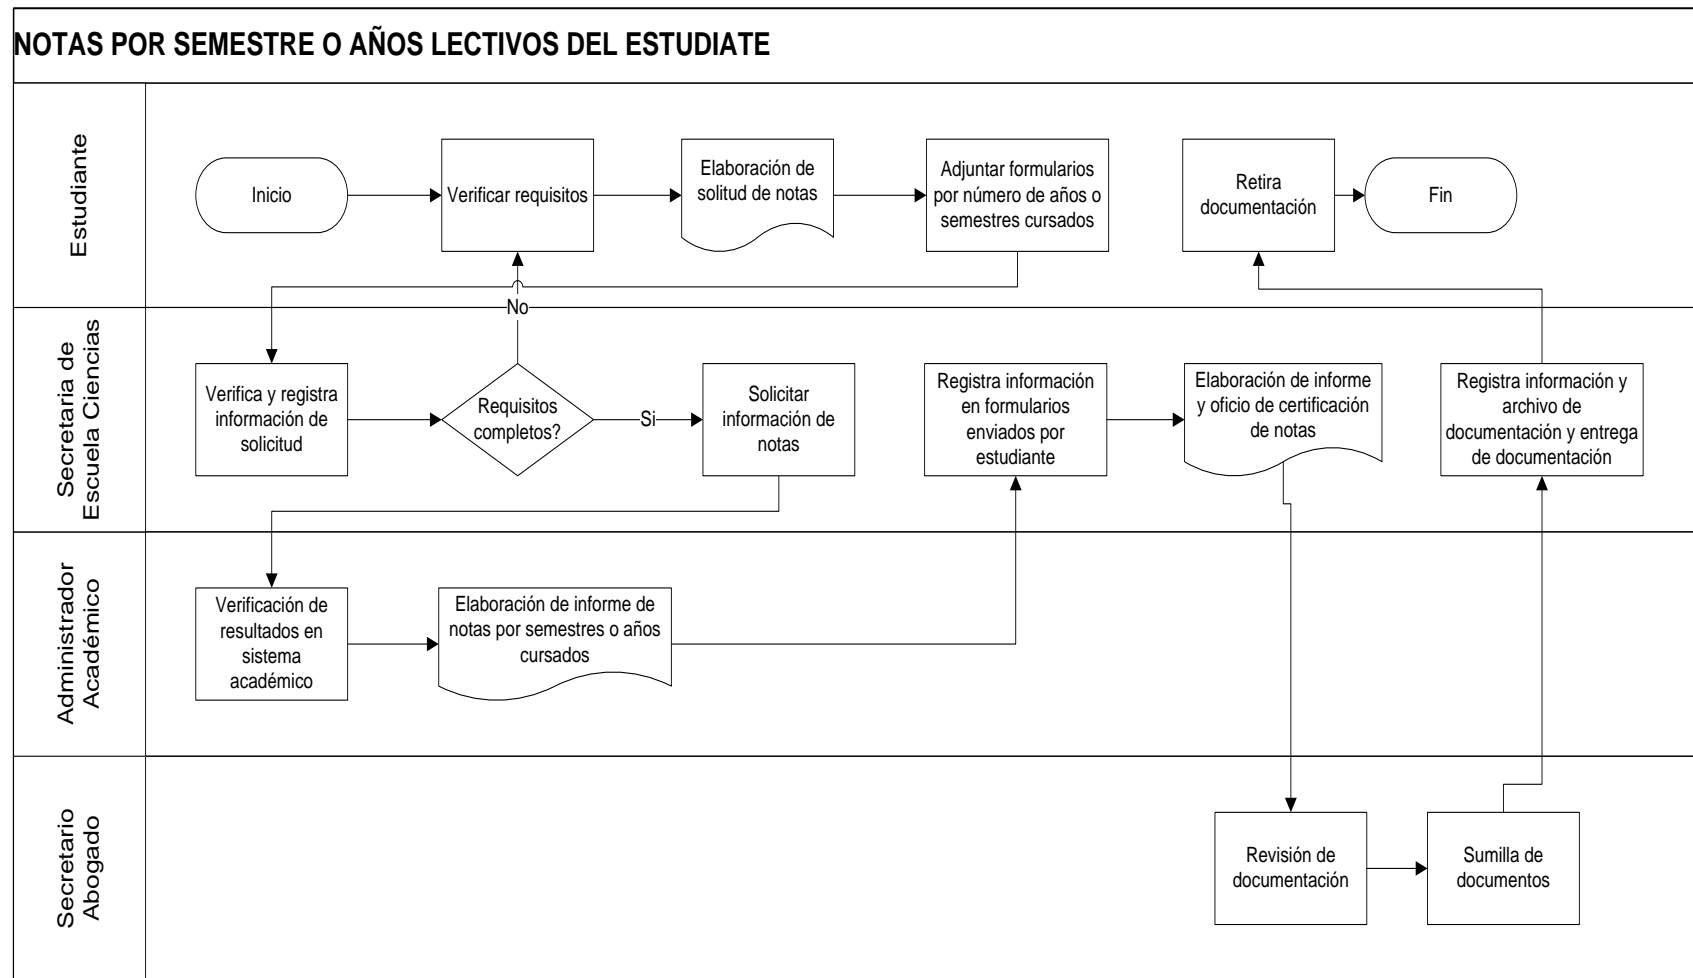 NOTAS POR SEMESTRE O AÑOS LECTIVOS DEL ESTUDIATE
Estudiante
Inicio
Verificar requisitos
Elaboración de
solitud de notas
Adjuntar formularios
por número de años o
semestres cursados
Retira
documentación
Fin
No
Secretaria de
Escuela Ciencias
Verifica y registra
información de
solicitud
Requisitos
completos?
Si
Solicitar
información de
notas
Registra información
en formularios
enviados por
estudiante
Elaboración de informe
y oficio de certificación
de notas
Registra información y
archivo de
documentación y entrega
de documentación
Administrador
Académico
Verificación de
resultados en
sistema
académico
Elaboración de informe de
notas por semestres o años
cursados
Secretario
Abogado
Revisión de
documentación
Sumilla de
documentos